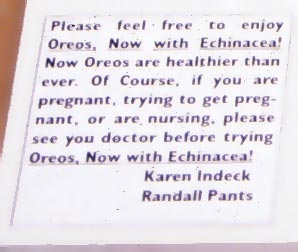 Please feel free to enjoy
Oreos, Now with Echinacea!
Now Oreos are healthier than
ever. Of Course, if you are
pregnant, trying to get preg-
nant, or are nursing, please
see you doctor before trying
Oreos, Now with Echinacea!
Karen Indeck
Randall Pants